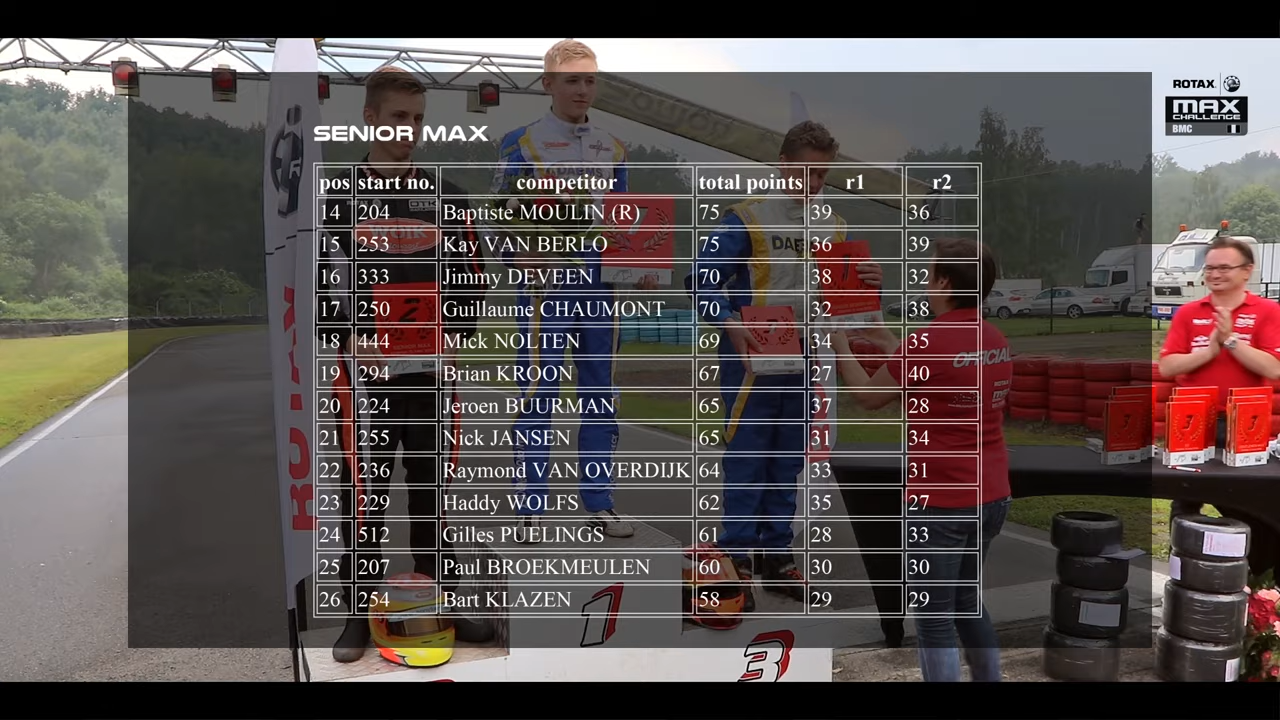 ROTAX
MAX
CHALLENGE
BMC
SENIOR MAX
pos start no. competitor total points r1 r2
14 204 Baptiste MOULIN (R) 75 39 36
15 253 Kay VAN BERLO 75 36 39
16 333 Jimmy DEVEEN 70 38 32
17 250 Guillaume CHAUMONT 70 32 38
18 444 Mick NOLTEN 69 34 35
19 294 Brian KROON 67 27 40
20 224 Jeroen BUURMAN 65 37 28
21 255 Nick JANSEN 65 31 34
22 236 Raymond VAN OVERDIJK 64 33 31
23 229 Haddy WOLFS 62 35 27
24 512 Gilles PUELINGS 61 28 33
25 207 Paul BROEKMEULEN 60 30 30
26 254 Bart KLAZEN 58 29 29
OFFICIAL
ROTAX
1
3